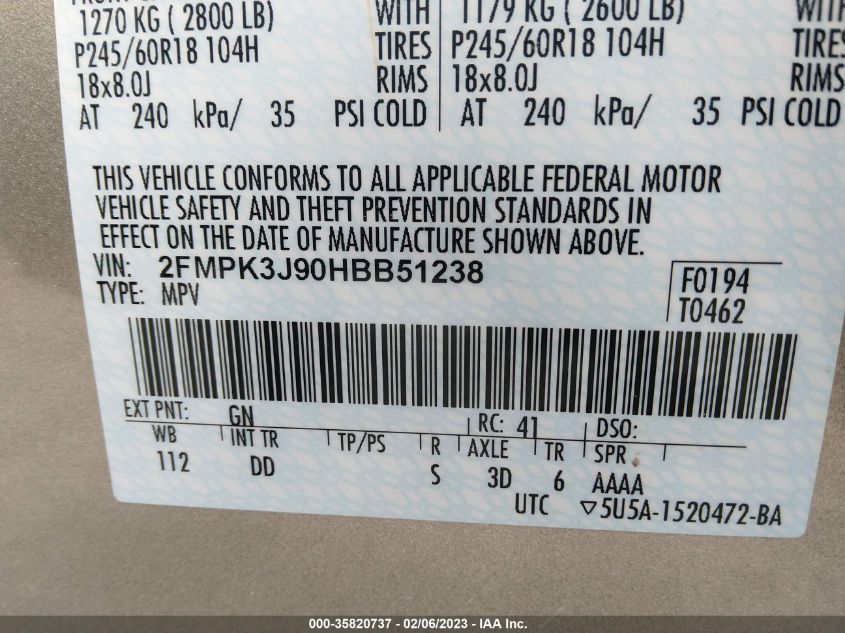 1270 KG ( 2800 LB) WITH 1179 KG ( 2600 LB) WITH
P245/60R18 104H TIRES P245/60R18 104H TIRES
18x8.0J RIMS 18x8.0J RIMS
AT 240 kPa/ 35 PSI COLD AT 240 kPa/ 35 PSI COLD
THIS VEHICLE CONFORMS TO ALL APPLICABLE FEDERAL MOTOR
VEHICLE SAFETY AND THEFT PREVENTION STANDARDS IN
EFFECT ON THE DATE OF MANUFACTURE SHOWN ABOVE.
VIN: 2FMPK3J90HBB51238 F0194
TYPE: MPV T0462
EXT PNT: GN RC: 41 DSO:
WB INT TR TP/PS R AXLE TR SPR
112 DD S 3D 6 AAAA
UTC ▽5U5A-1520472-BA
000-35820737 - 02/06/2023 - IAA Inc.